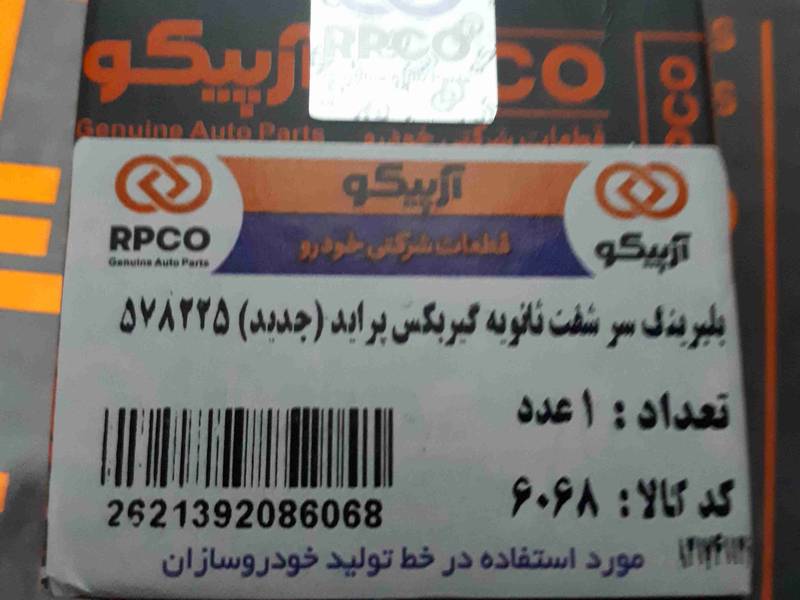 آرپیکو
RPCO
Genuine Auto Parts قطعات شرکتی خودرو
RPCO
آرپیکو
RPCO
Genuine Auto Parts
قطعات شرکتی خودرو
آرپیکو
بلبرینگ سر شفت ثانویه گیربکس پراید (جدید) ۵۷۸۲۲۵
تعداد : ۱ عدد
کد کالا : ۶۰۶۸
2621392086068
مورد استفاده در خط تولید خودروسازان